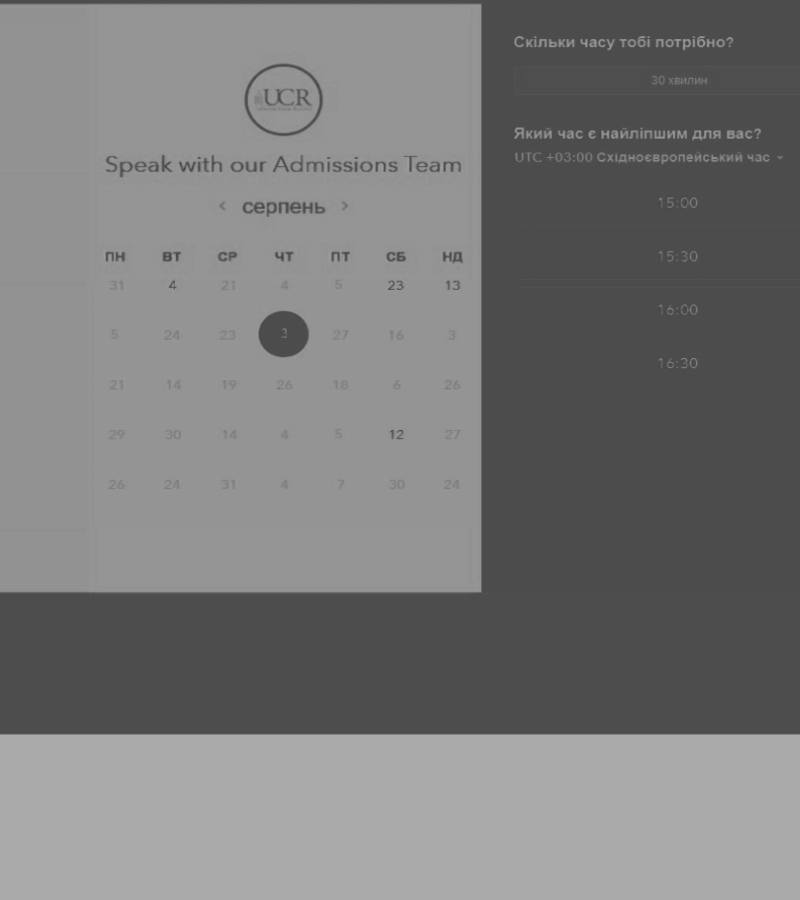 UCR
Speak with our Admissions Team
< серпень >
ПН ВТ СР ЧТ ПТ СБ НД
31 4 21 4 5 23 13
5 24 23 3 27 16 3
21 14 19 26 18 6 26
29 30 14 4 5 12 27
26 24 31 4 7 30 24
Скільки часу тобі потрібно?
30 хвилин
Який час є найліпшим для вас?
UTC +03:00 Східноєвропейський час
15:00
15:30
16:00
16:30